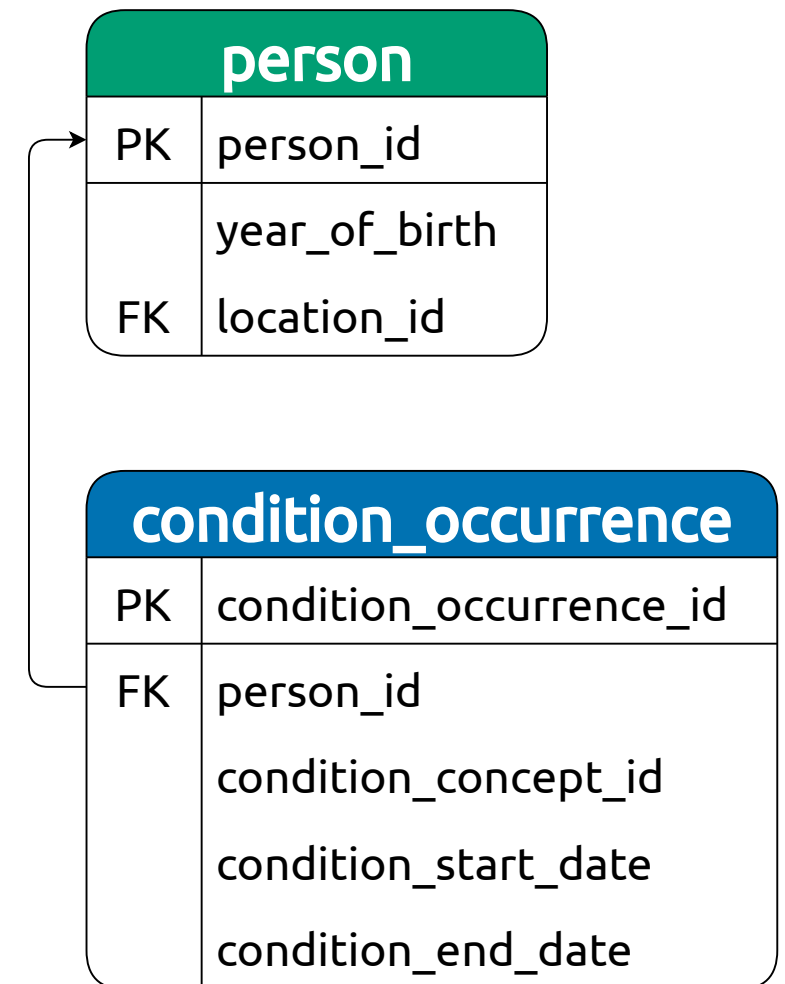 person
PK person_id
year_of_birth
FK location_id
condition_occurrence
PK condition_occurrence_id
FK person_id
condition_concept_id
condition_start_date
condition_end_date